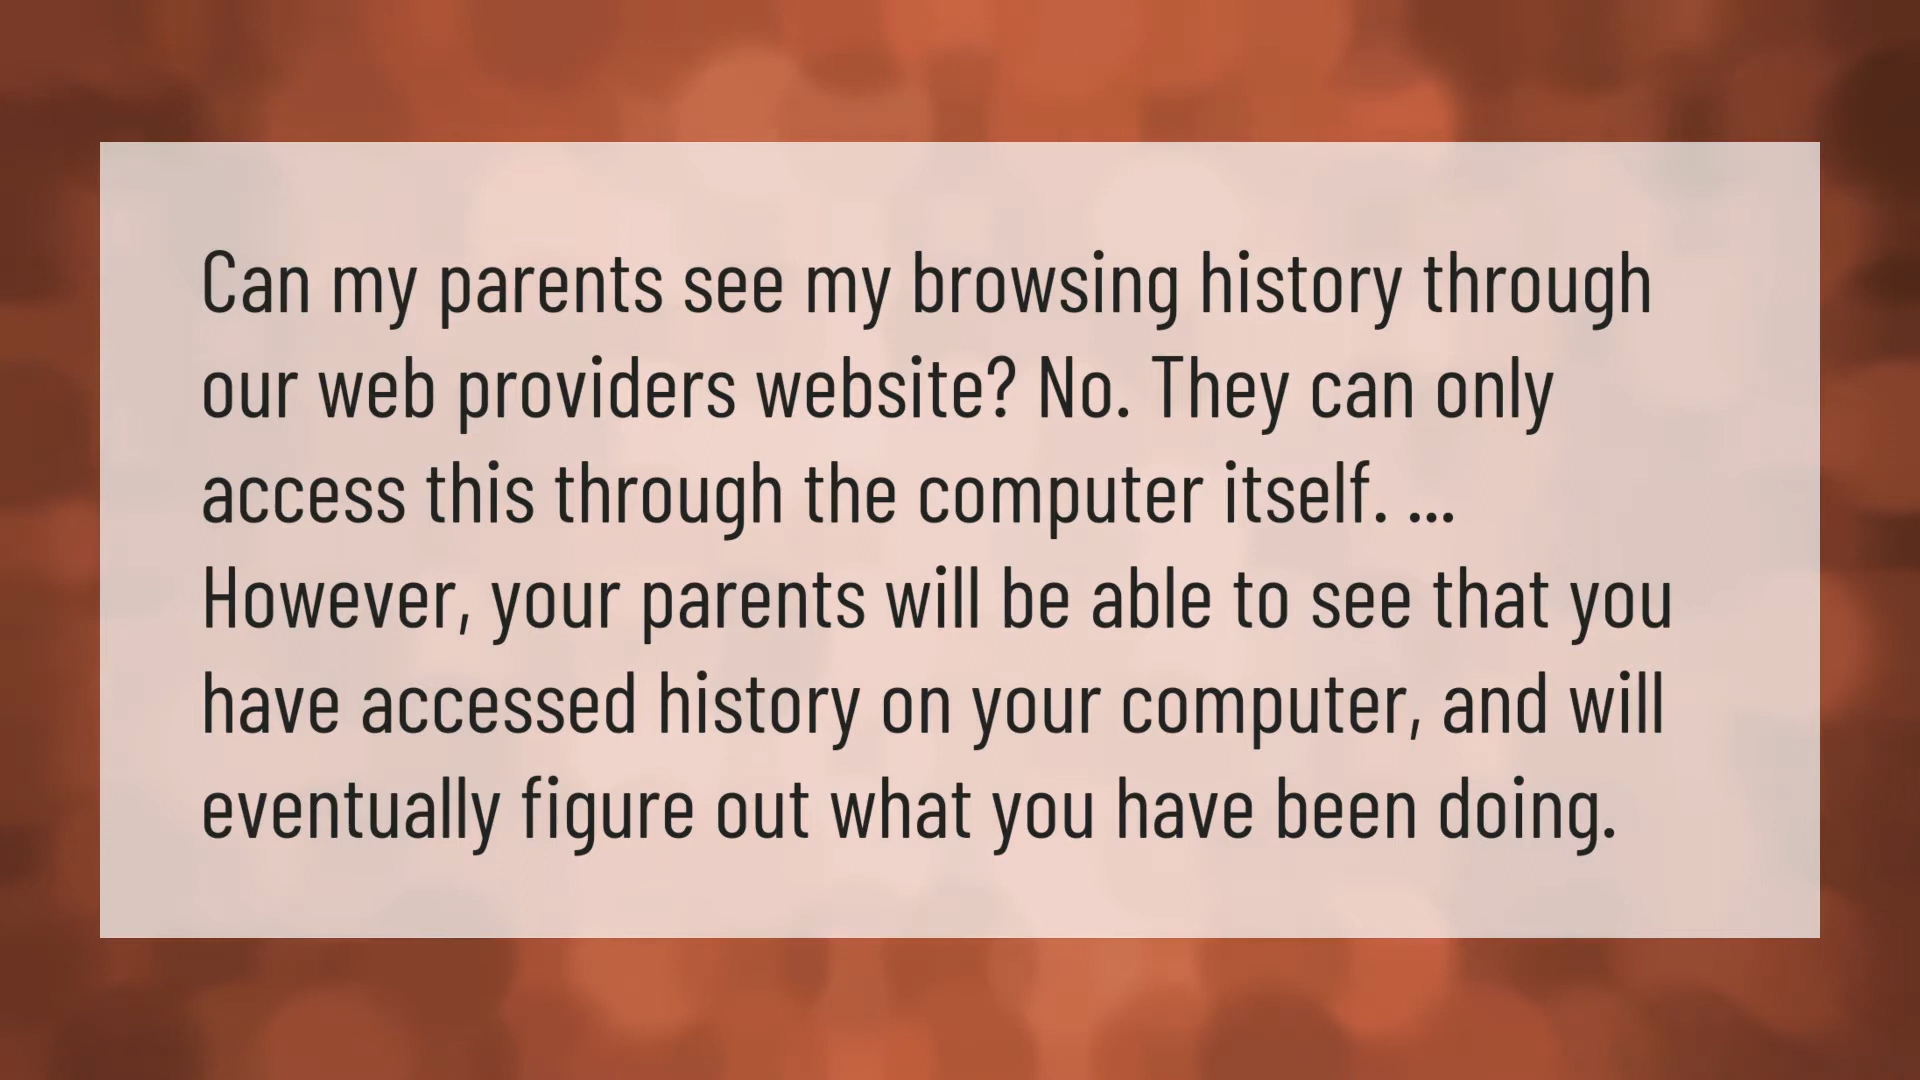 Can my parents see my browsing history through
our web providers website? No. They can only
access this through the computer itself. ...
However, your parents will be able to see that you
have accessed history on your computer, and will
eventually figure out what you have been doing.